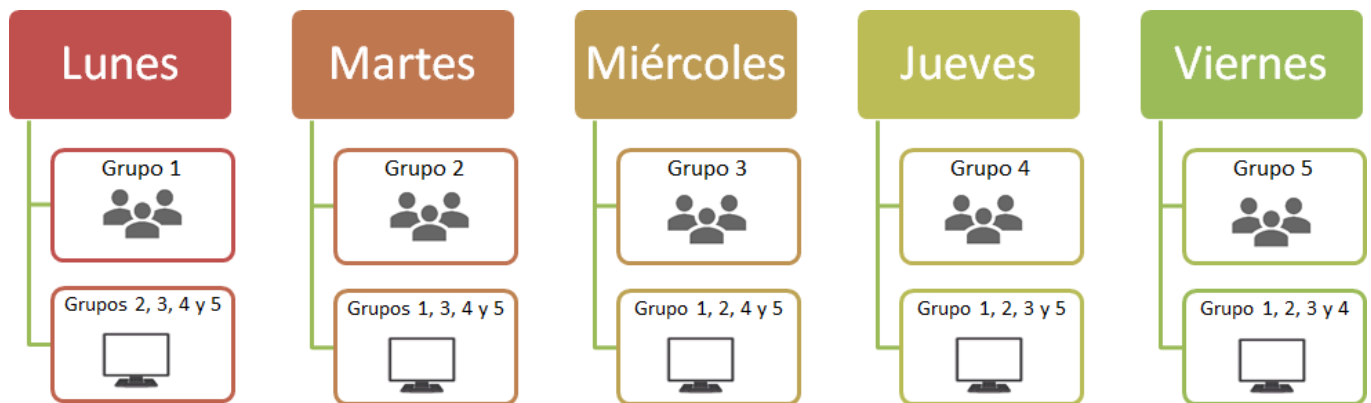 Lunes
Martes
Miércoles
Jueves
Viernes
Grupo 1
Grupo 2
Grupo 3
Grupo 4
Grupo 5
Grupos 2, 3, 4 y 5
Grupos 1, 3, 4 y 5
Grupo 1, 2, 4 y 5
Grupo 1, 2, 3 y 5
Grupo 1, 2, 3 y 4